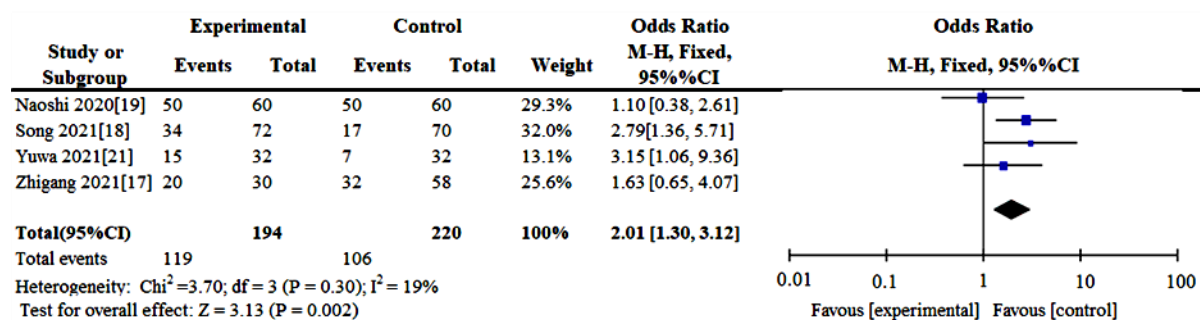 Experimental Control Odds Ratio Odds Ratio
Study or Subgroup Events Total Events Total Weight M-H, Fixed, 95%%CI M-H, Fixed, 95%%CI
Naoshi 2020[19] 50 60 50 60 29.3% 1.10 [0.38, 2.61]
Song 2021[18] 34 72 17 70 32.0% 2.79[1.36, 5.71]
Yuwa 2021[21] 15 32 7 32 13.1% 3.15 [1.06, 9.36]
Zhigang 2021[17] 20 30 32 58 25.6% 1.63 [0.65, 4.07]
Total(95%CI) 194 220 100% 2.01 [1.30, 3.12]
Total events 119 106
Heterogeneity: Chi² =3.70; df = 3 (P = 0.30); I² = 19%
Test for overall effect: Z = 3.13 (P = 0.002)
0.01 0.1 1 10 100
Favous [experimental] Favous [control]